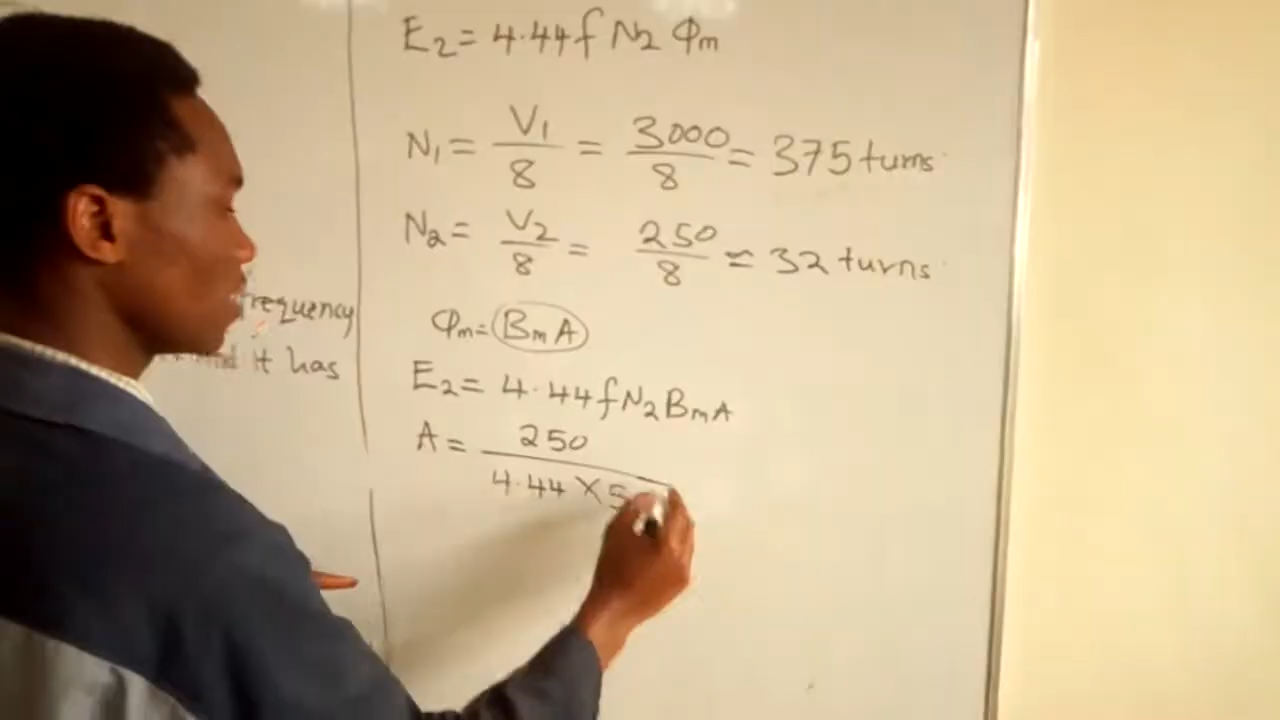 requency
it has
E₂ = 4.44 f N₂ Φm
N₁ = V₁/8 = 3000/8 = 375 turns
N₂ = V₂/8 = 250/8 ≃ 32 turns
Φm = BmA
E₂ = 4.44 f N₂ BmA
A = 250/4.44 × 5